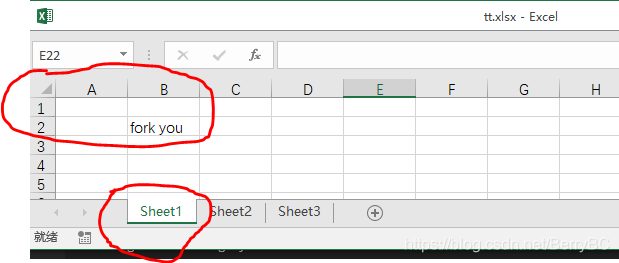 tt.xlsx - Excel
E22
fx
A B C D E F G H
1
2 fork you
3
4
5
Sheet1 Sheet2 Sheet3
就绪
https://blog.csdn.net/BerryBC